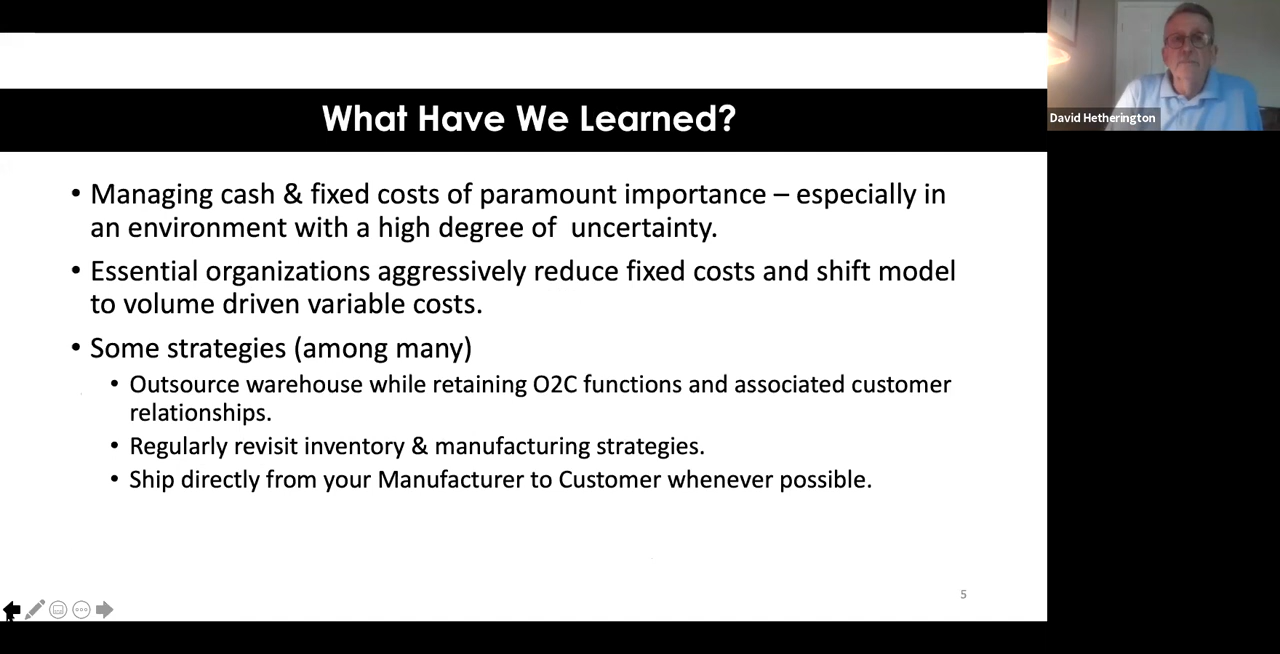 What Have We Learned?
David Hetherington
• Managing cash & fixed costs of paramount importance – especially in
an environment with a high degree of  uncertainty.
• Essential organizations aggressively reduce fixed costs and shift model
to volume driven variable costs.
• Some strategies (among many)
• Outsource warehouse while retaining O2C functions and associated customer
relationships.
• Regularly revisit inventory & manufacturing strategies.
• Ship directly from your Manufacturer to Customer whenever possible.
5